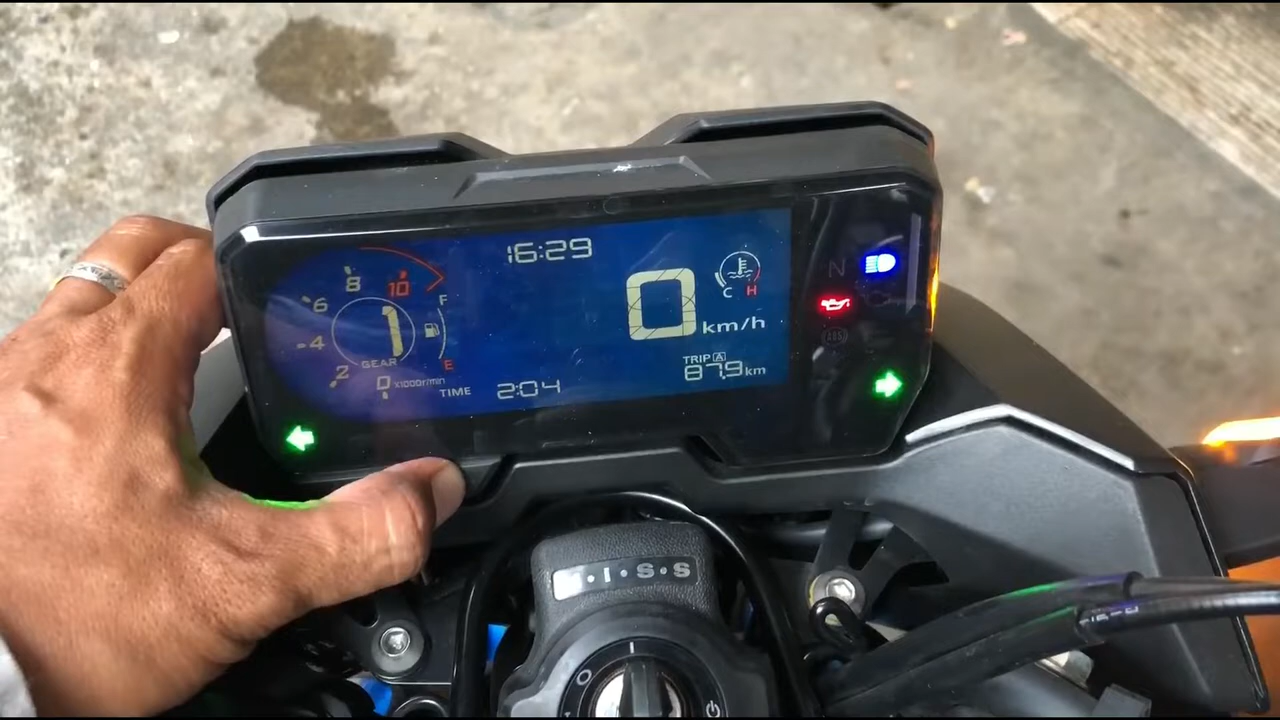 16:29
8
10
6
4
2
1
GEAR
F
E
0 x1000r/min
TIME 2:04
0 km/h
C H
TRIP A
87.9 km
N
ABS
I·S·S